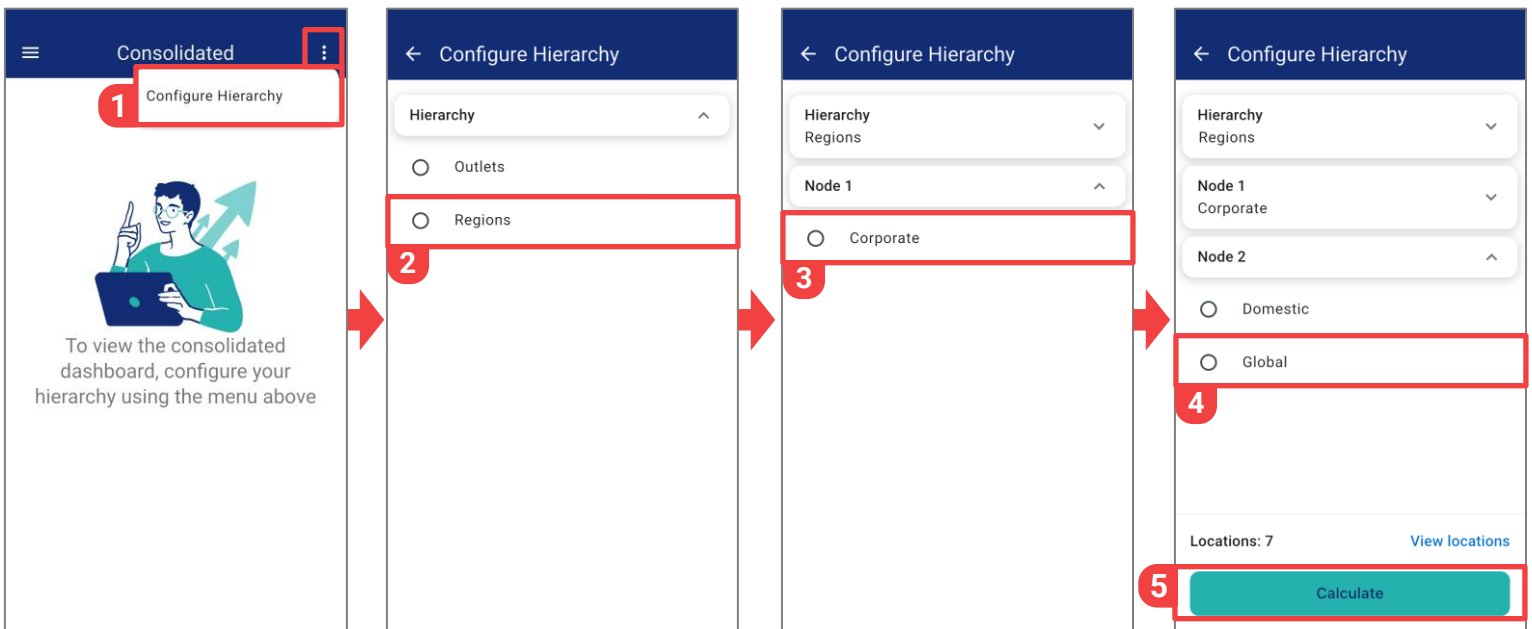 Consolidated
1
Configure Hierarchy
To view the consolidated
dashboard, configure your
hierarchy using the menu above
Configure Hierarchy
Hierarchy
Outlets
Regions
2
Configure Hierarchy
Hierarchy
Regions
Node 1
Corporate
3
Configure Hierarchy
Hierarchy
Regions
Node 1
Corporate
Node 2
Domestic
Global
4
Locations: 7 View locations
5
Calculate